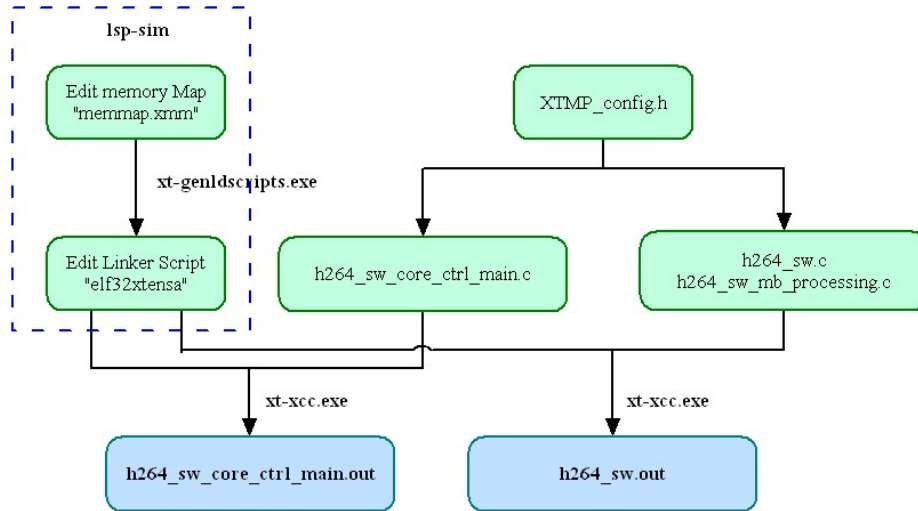 lsp-sim
Edit memory Map
"memmap.xmm"
XTMP_config.h
xt-genldscripts.exe
Edit Linker Script
"elf32xtensa"
h264_sw_core_ctrl_main.c
h264_sw.c
h264_sw_mb_processing.c
xt-xcc.exe
xt-xcc.exe
h264_sw_core_ctrl_main.out
h264_sw.out